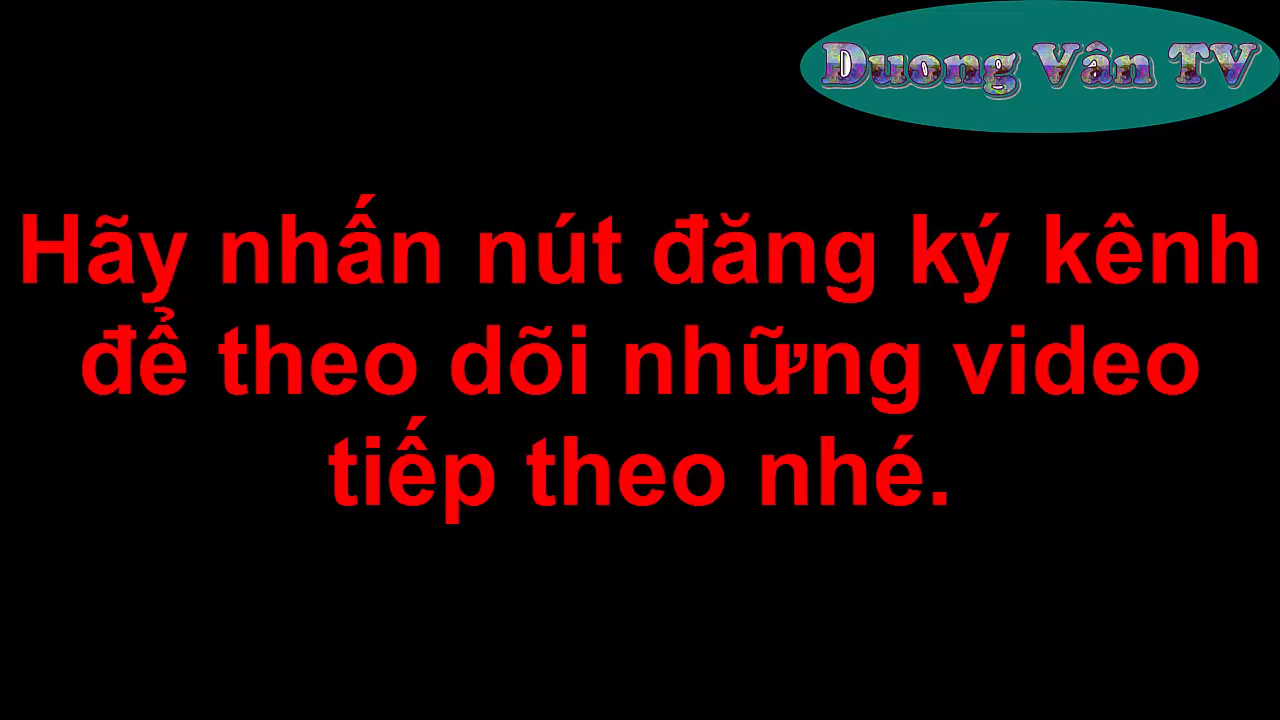 Duong Vân TV
Hãy nhấn nút đăng ký kênh
để theo dõi những video
tiếp theo nhé.